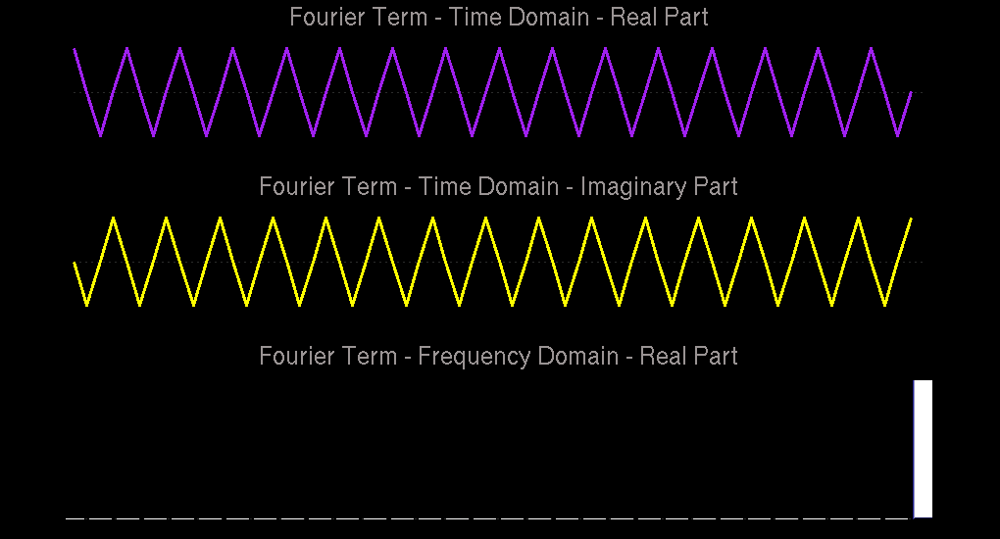 Fourier Term - Time Domain - Real Part
Fourier Term - Time Domain - Imaginary Part
Fourier Term - Frequency Domain - Real Part